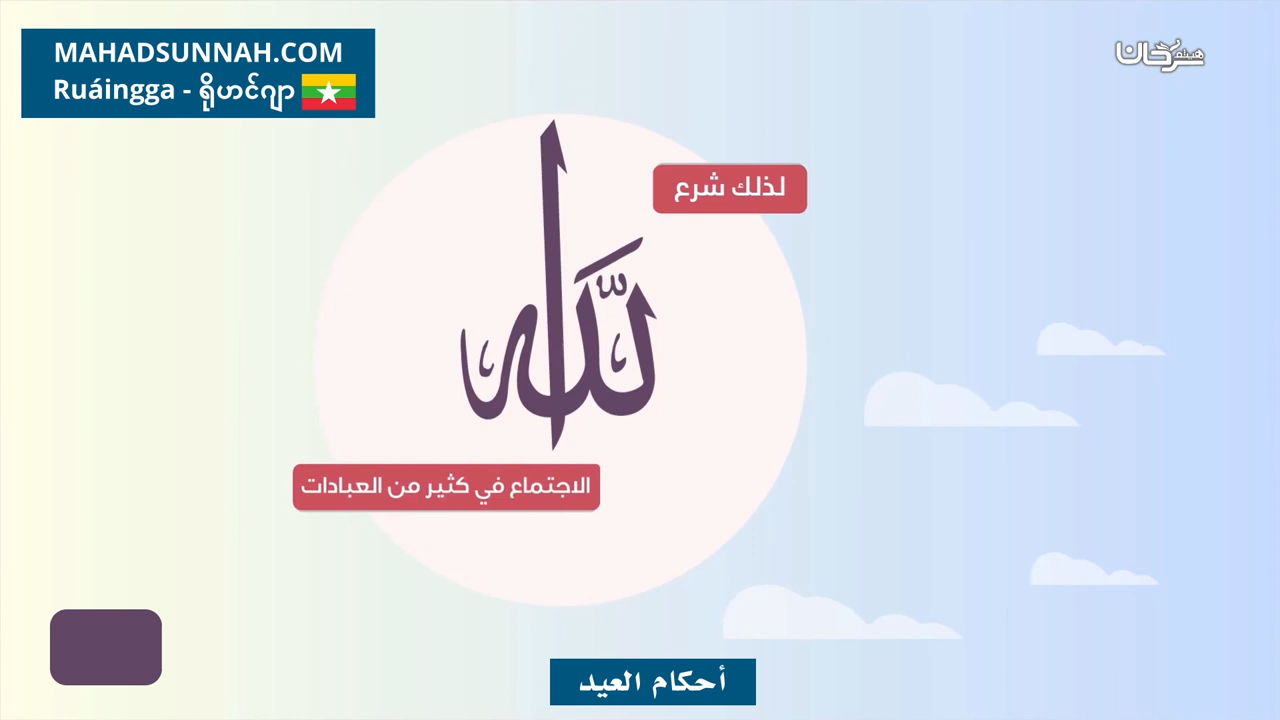 MAHADSUNNAH.COM
Ruáingga - ရိုဟင်ဂျာ
لذلك شرع
الله
الاجتماع في كثير من العبادات
أحكام العيد